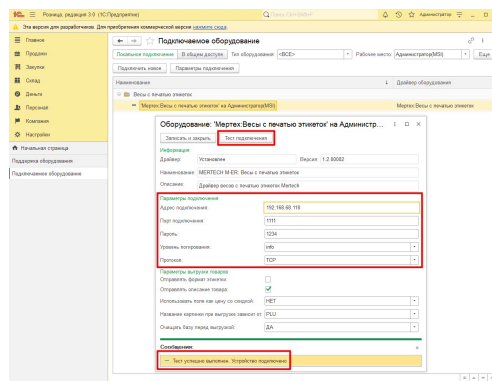 Розница, редакция 3.0 (1С:Предприятие)
Поиск Ctrl+Shift+F
Администратор
Эта версия для разработчиков. Для приобретения коммерческой версии нажмите сюда
Главное
Продажи
Закупки
Склад
Деньги
Персонал
Компания
Настройки
Начальная страница
Поддержка оборудования
Подключаемое оборудование
Подключаемое оборудование
Локальное подключение
В общем доступе
Тип оборудования: <ВСЕ>
Рабочее место: Администратор(MSI)
Еще
Подключить новое
Параметры подключения
Наименование
Драйвер оборудования
Весы с печатью этикеток
'Мертех:Весы с печатью этикеток' на Администратор(MSI)
Мертех:Весы с печатью этикеток
Оборудование: 'Мертех:Весы с печатью этикеток' на Администр...
Записать и закрыть
Тест подключения
Информация
Драйвер: Установлен
Версия: 1.2.00002
Наименование: MERTECH M-ER: Весы с печатью этикеток
Описание: Драйвер весов с печатью этикеток Mertech
Параметры подключения
Адрес подключения: 192.168.68.118
Порт подключения: 1111
Пароль: 1234
Уровень логирования: info
Протокол: TCP
Параметры выгрузки товаров
Отправлять формат этикетки:
Отправлять описание товара:
Использовать поле как цену со скидкой: НЕТ
Название картинки при выгрузке зависит от: PLU
Очищать базу перед выгрузкой: ДА
Сообщения:
Тест успешно выполнен. Устройство подключено